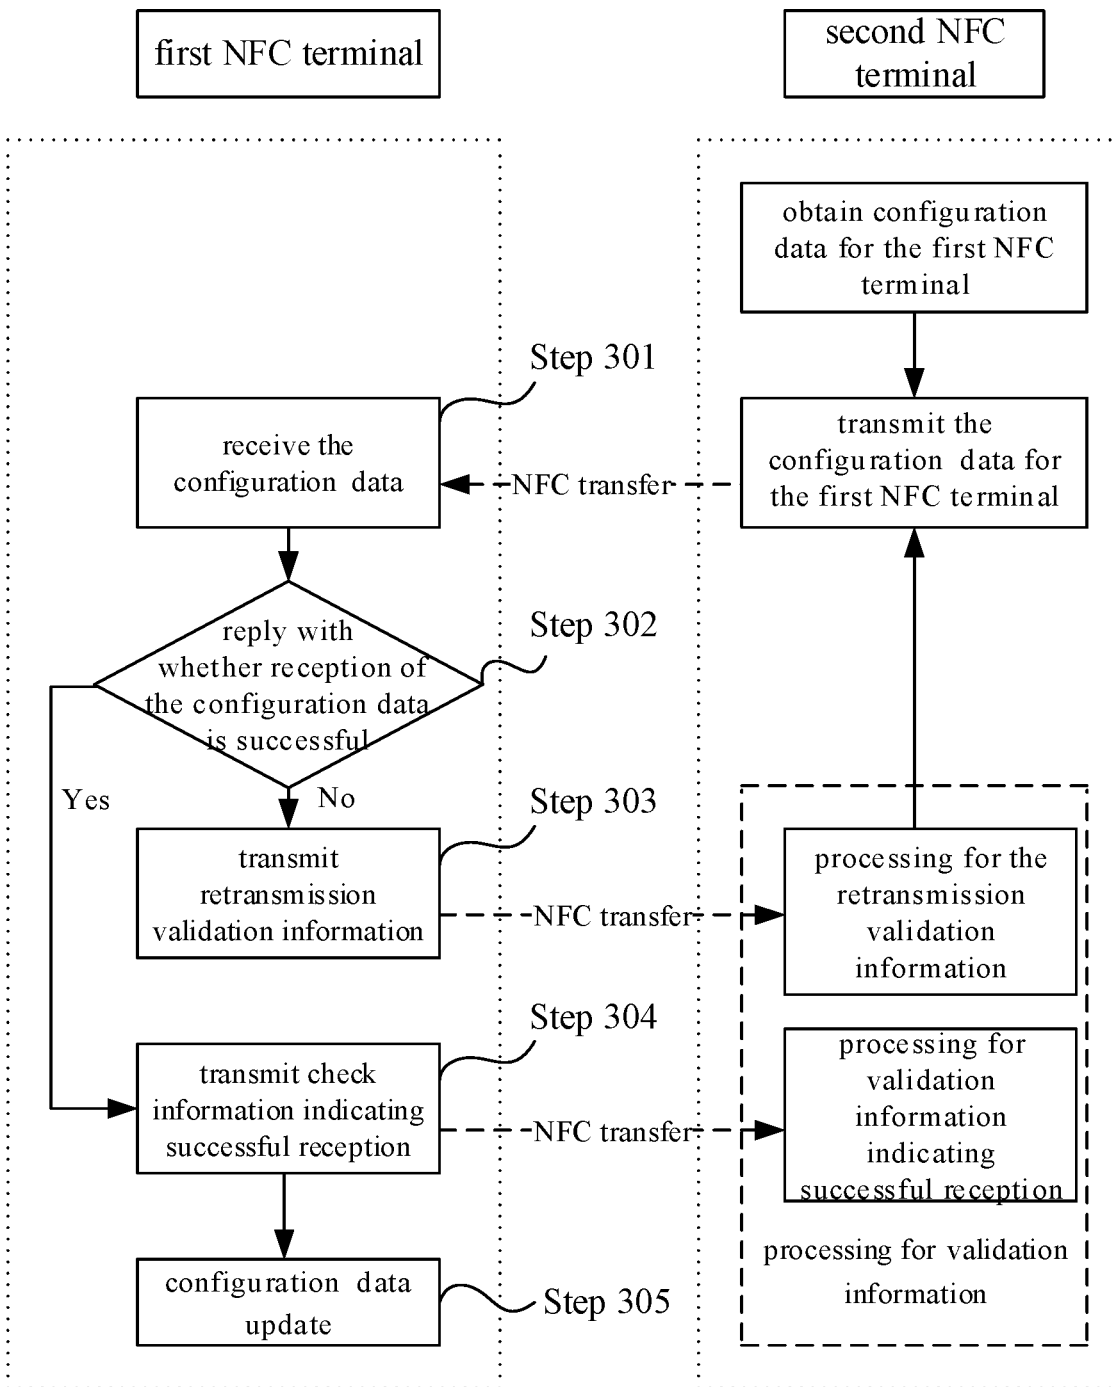 first NFC terminal
second NFC
terminal
obtain configuration
data for the first NFC
terminal
Step 301
receive the
configuration data
NFC transfer
transmit the
configuration data for
the first NFC terminal
Step 302
reply with
whether reception of
the configuration data
is successful
Yes
No
Step 303
transmit
retransmission
validation information
NFC transfer
processing for the
retransmission
validation
information
Step 304
transmit check
information indicating
successful reception
NFC transfer
processing for
validation
information
indicating
successful reception
processing for validation
information
configuration data
update
Step 305